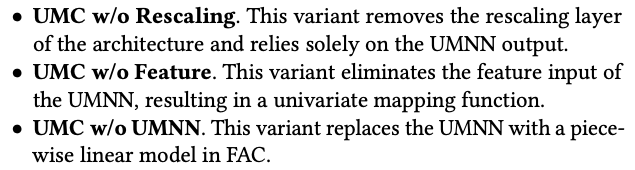 • UMC w/o Rescaling. This variant removes the rescaling layer
of the architecture and relies solely on the UMNN output.
• UMC w/o Feature. This variant eliminates the feature input of
the UMNN, resulting in a univariate mapping function.
• UMC w/o UMNN. This variant replaces the UMNN with a piece-
wise linear model in FAC.